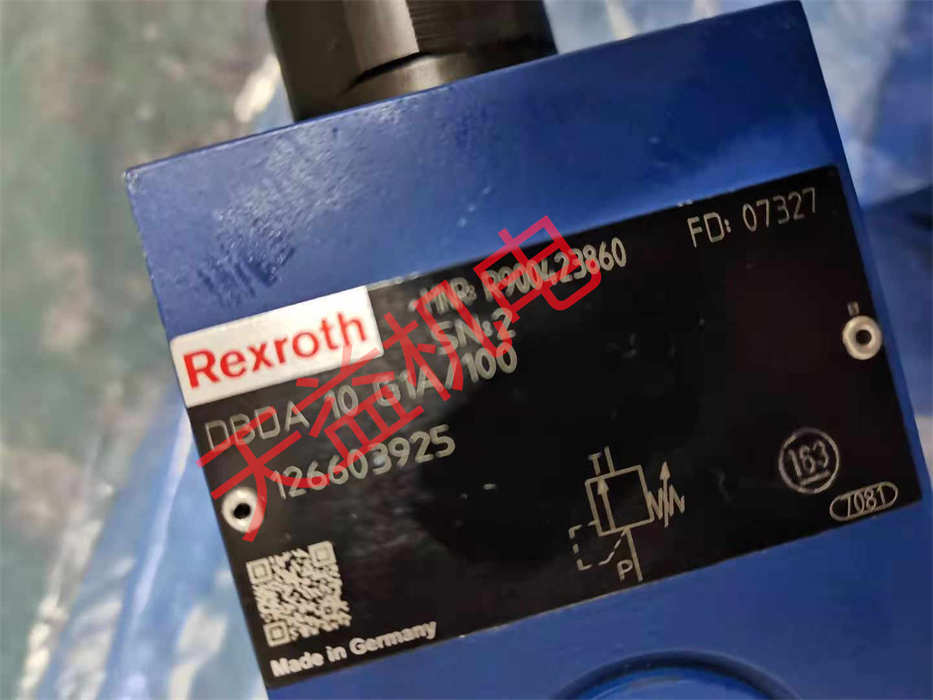 FD: 07327
MNR: R900423860
SN:2
Rexroth
DBDA 10 G1A /100
126603925
天益机电
T
P
163
7081
Made in Germany